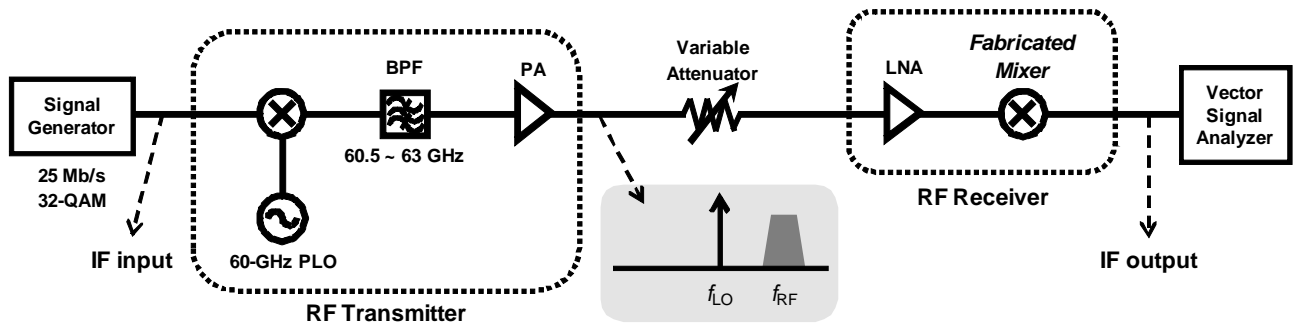 Signal
Generator
25 Mb/s
32-QAM
IF input
BPF
60.5 ~ 63 GHz
PA
60-GHz PLO
RF Transmitter
Variable
Attenuator
fLO
fRF
LNA
Fabricated
Mixer
RF Receiver
Vector
Signal
Analyzer
IF output